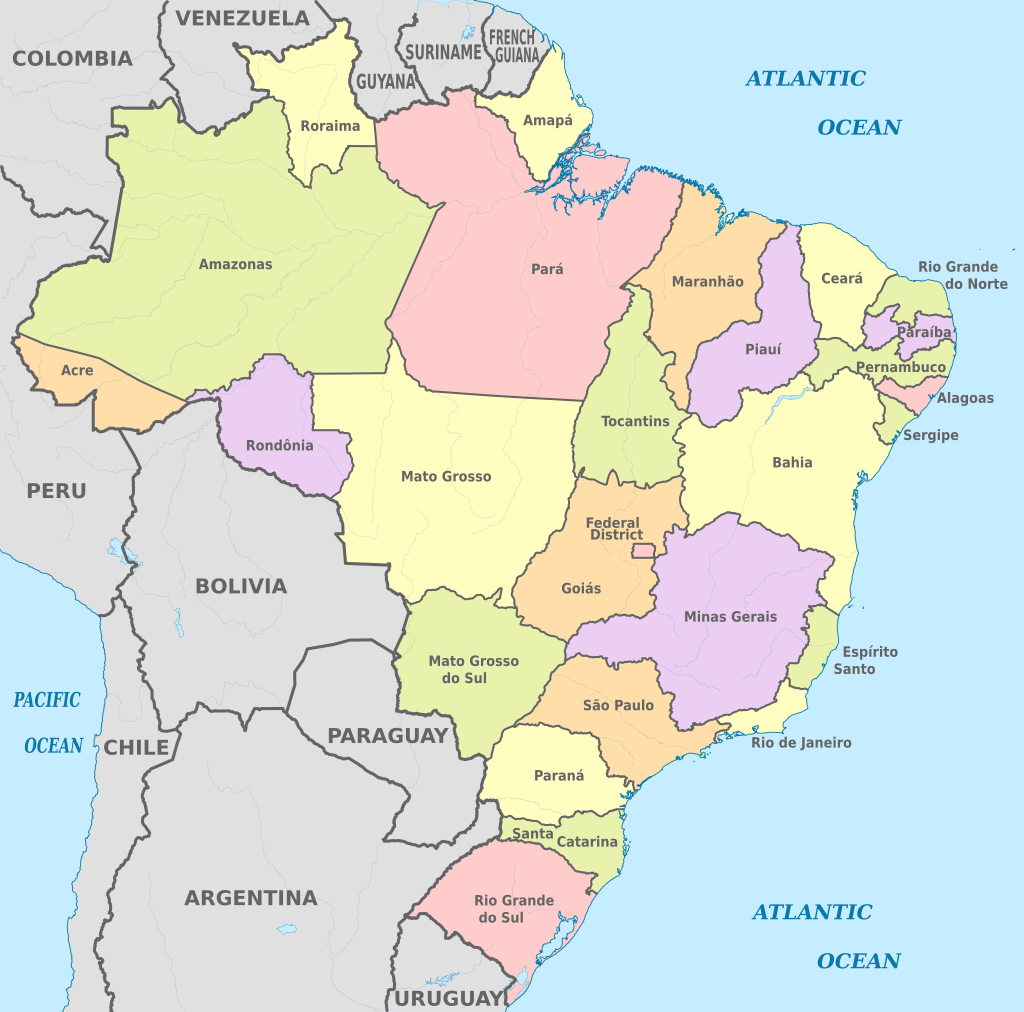 VENEZUELA
COLOMBIA
SURINAME
FRENCH
GUIANA
GUYANA
ATLANTIC
OCEAN
Roraima
Amapá
Amazonas
Pará
Maranhão
Ceará
Rio Grande
do Norte
Paraíba
Piauí
Pernambuco
Acre
Alagoas
Tocantins
Sergipe
Rondônia
Mato Grosso
Bahia
PERU
Federal
District
BOLIVIA
Goiás
Minas Gerais
Espírito
Santo
Mato Grosso
do Sul
PACIFIC
OCEAN
São Paulo
CHILE
PARAGUAY
Rio de Janeiro
Paraná
Santa
Catarina
ARGENTINA
Rio Grande
do Sul
ATLANTIC
OCEAN
URUGUAY